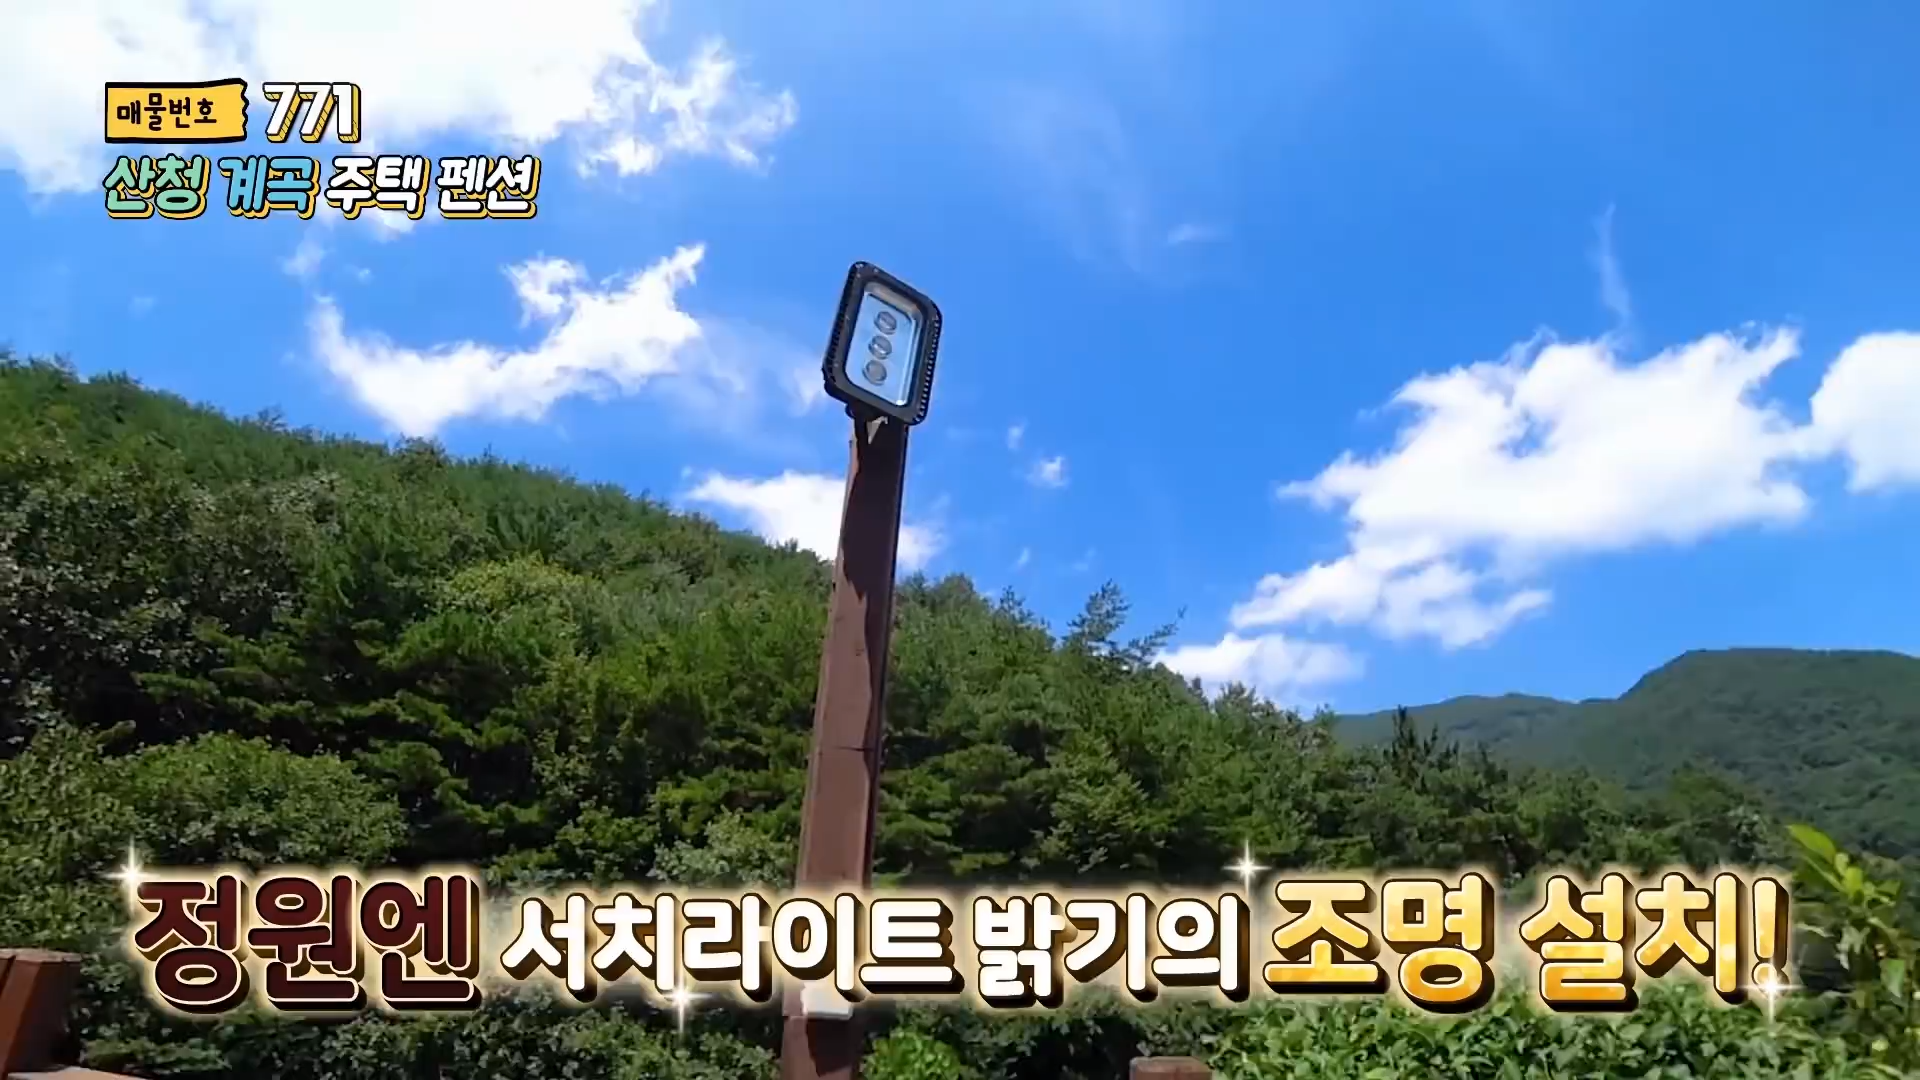 매물번호 771
산청 계곡 주택 펜션
정원엔 서치라이트 밝기의 조명 설치!